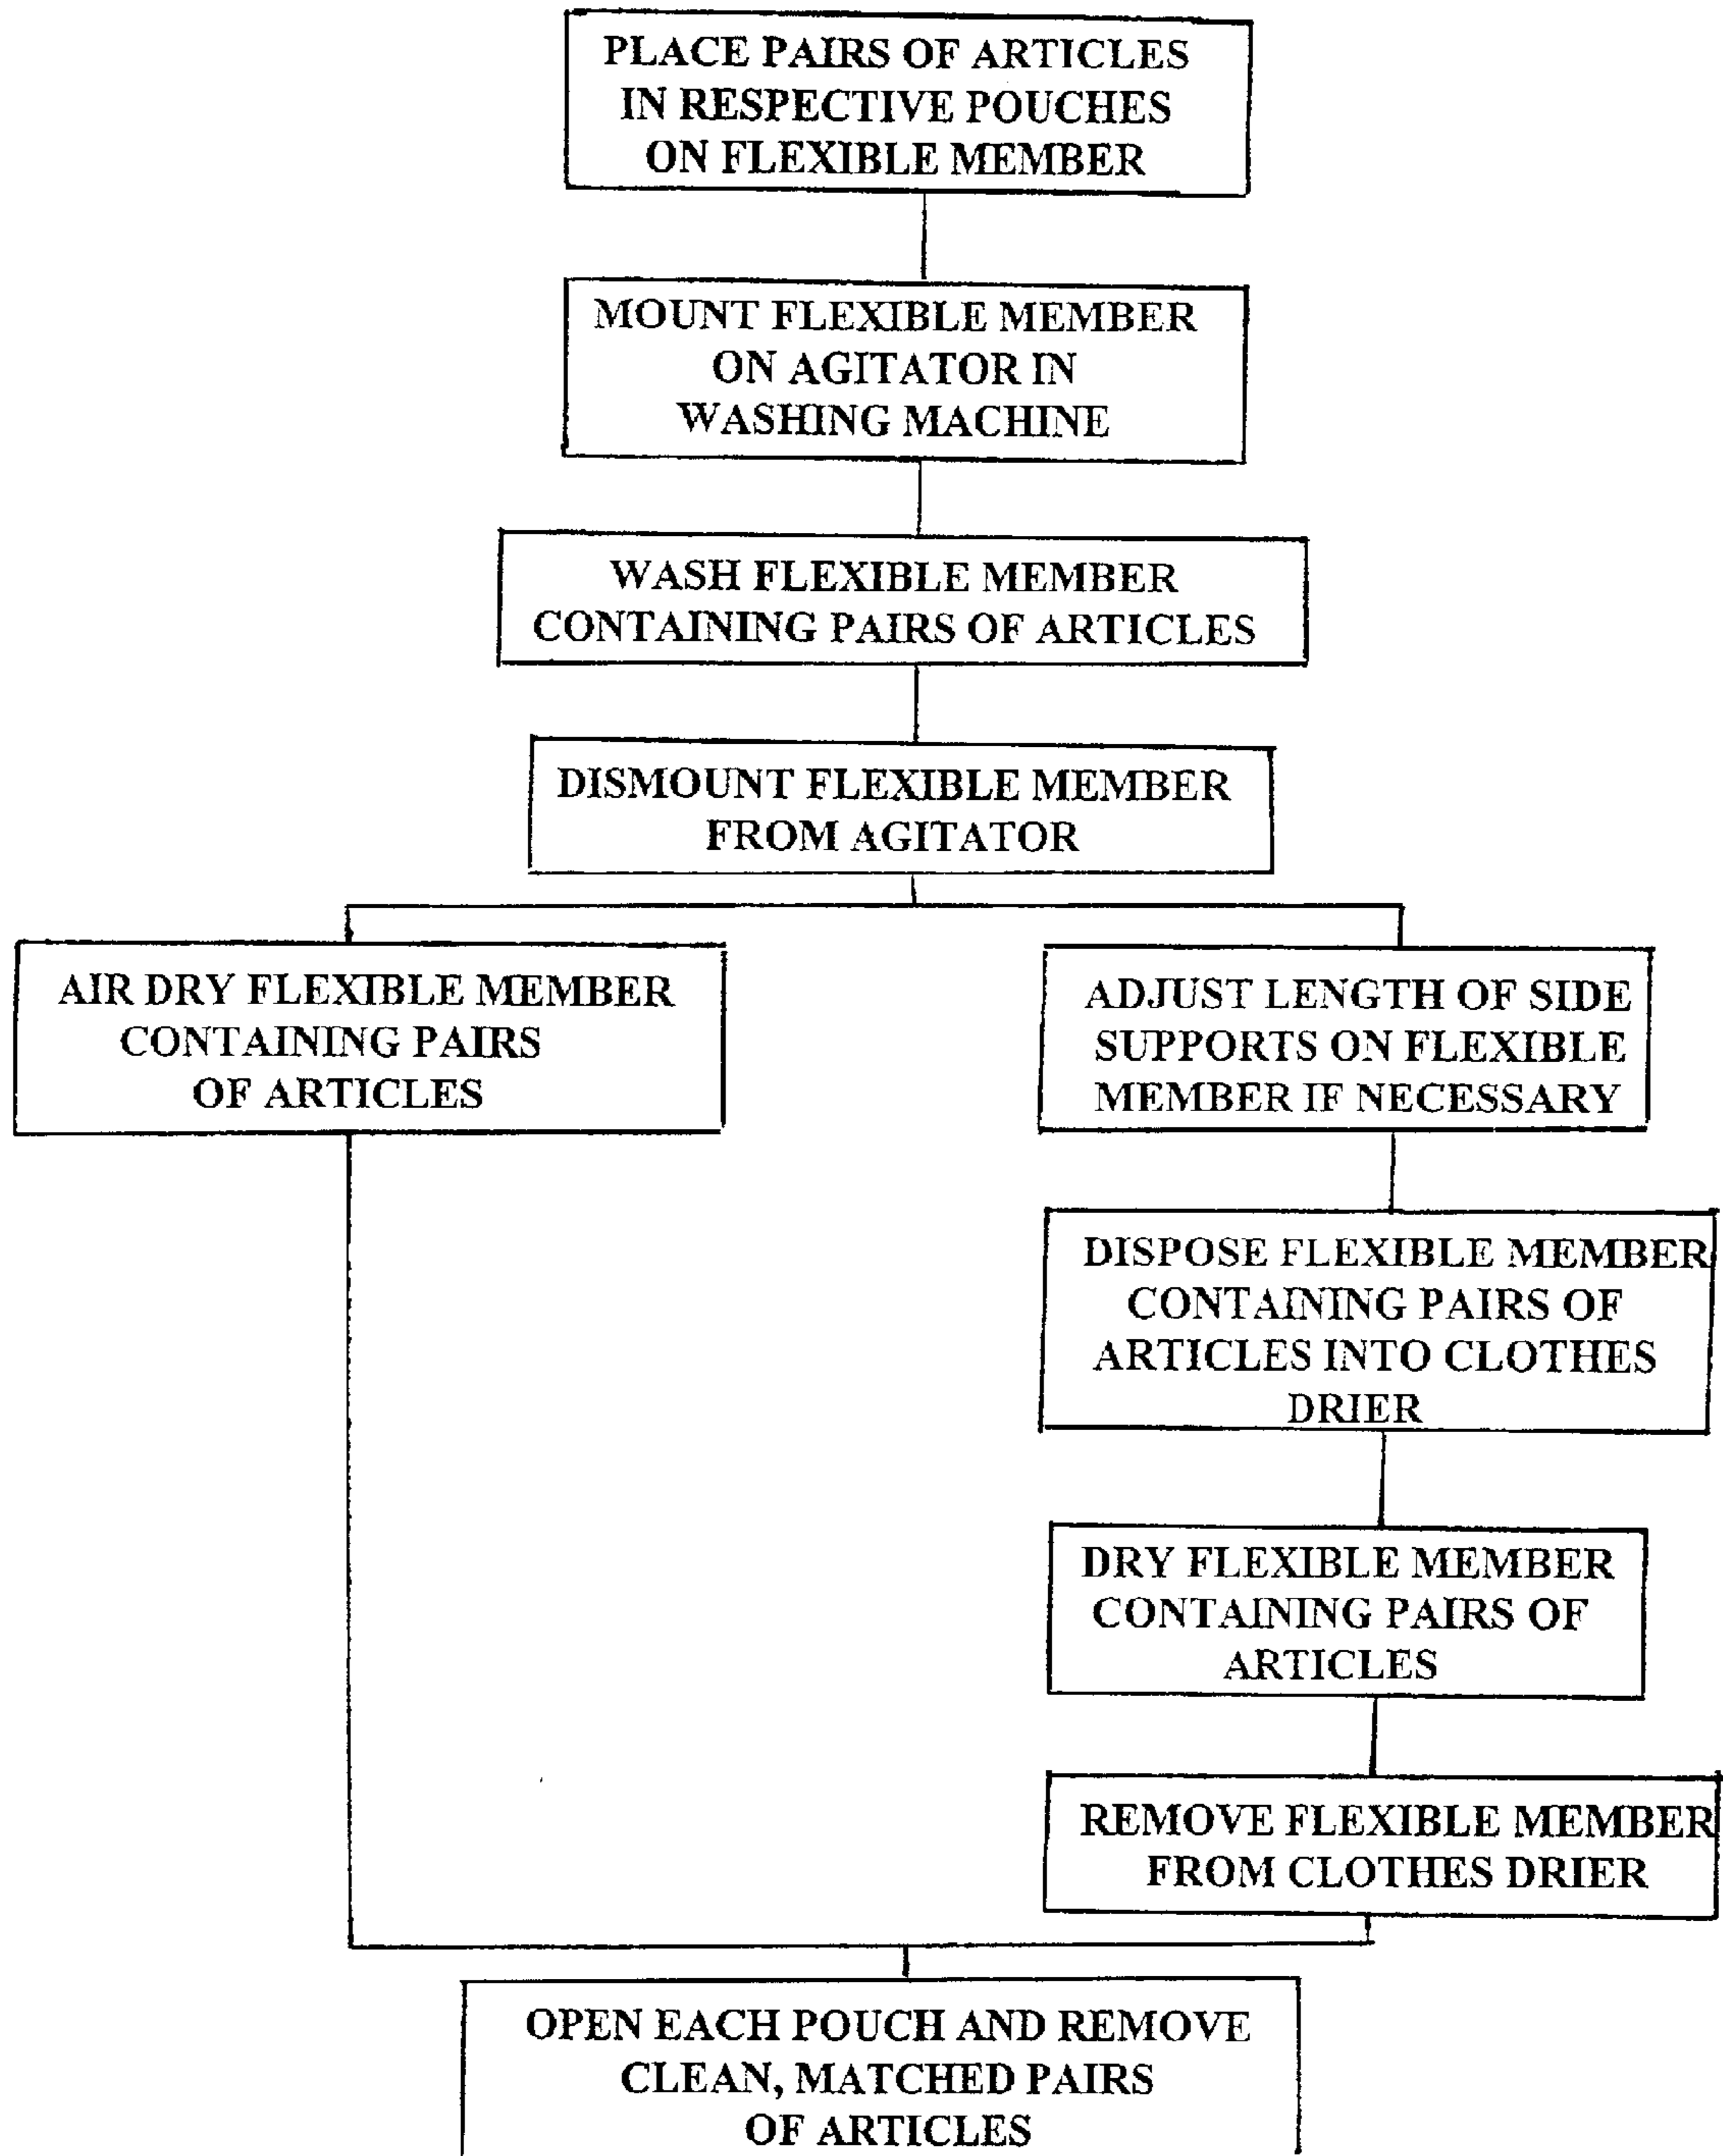 PLACE PAIRS OF ARTICLES
IN RESPECTIVE POUCHES
ON FLEXIBLE MEMBER
MOUNT FLEXIBLE MEMBER
ON AGITATOR IN
WASHING MACHINE
WASH FLEXIBLE MEMBER
CONTAINING PAIRS OF ARTICLES
DISMOUNT FLEXIBLE MEMBER
FROM AGITATOR
AIR DRY FLEXIBLE MEMBER
CONTAINING PAIRS
OF ARTICLES
ADJUST LENGTH OF SIDE
SUPPORTS ON FLEXIBLE
MEMBER IF NECESSARY
DISPOSE FLEXIBLE MEMBER
CONTAINING PAIRS OF
ARTICLES INTO CLOTHES
DRIER
DRY FLEXIBLE MEMBER
CONTAINING PAIRS OF
ARTICLES
REMOVE FLEXIBLE MEMBER
FROM CLOTHES DRIER
OPEN EACH POUCH AND REMOVE
CLEAN, MATCHED PAIRS
OF ARTICLES